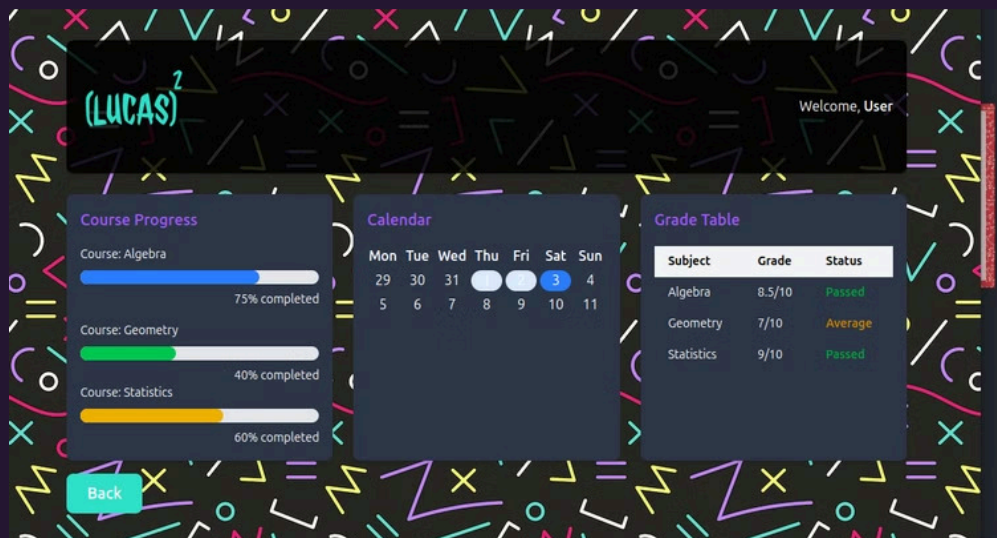 (LUCAS)²
Welcome, User
Course Progress
Course: Algebra
75% completed
Course: Geometry
40% completed
Course: Statistics
60% completed
Calendar
Mon Tue Wed Thu Fri Sat Sun
29 30 31 1 2 3 4
5 6 7 8 9 10 11
Grade Table
Subject Grade Status
Algebra 8.5/10 Passed
Geometry 7/10 Average
Statistics 9/10 Passed
Back